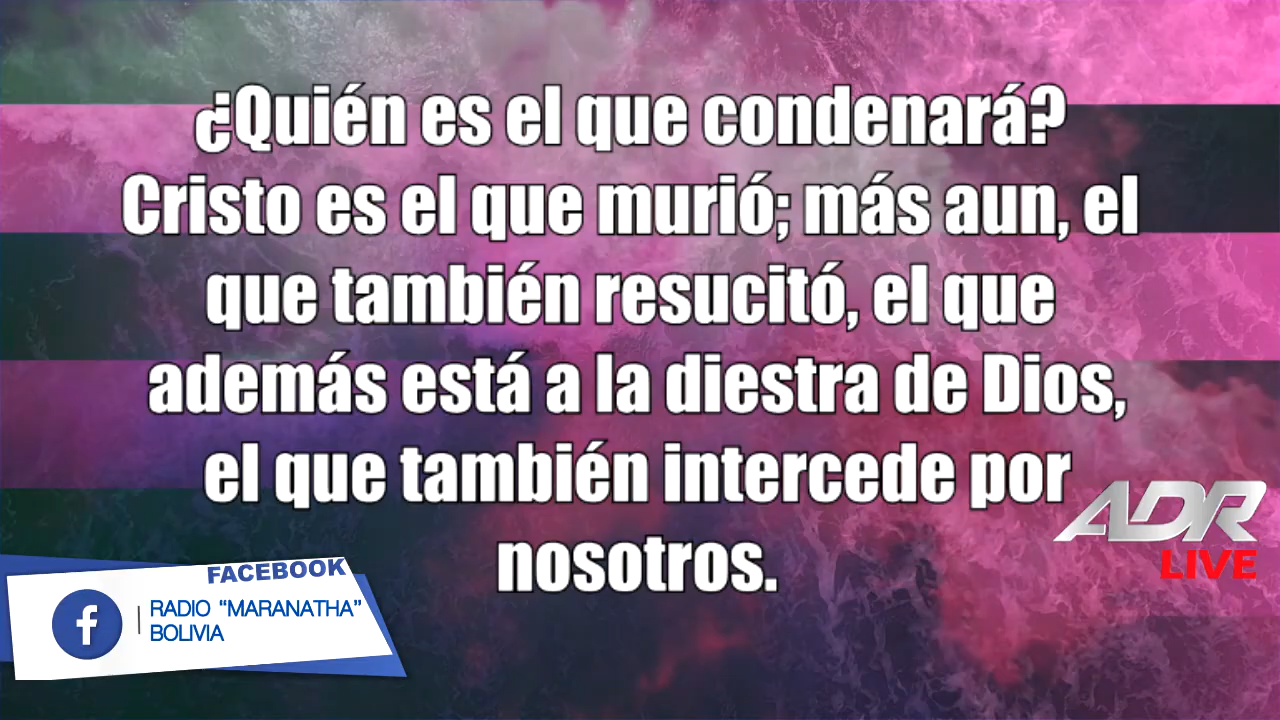 ¿Quién es el que condenará?
Cristo es el que murió; más aun, el
que también resucitó, el que
además está a la diestra de Dios,
el que también intercede por
nosotros.
ADR
LIVE
FACEBOOK
f
RADIO “MARANATHA”
BOLIVIA